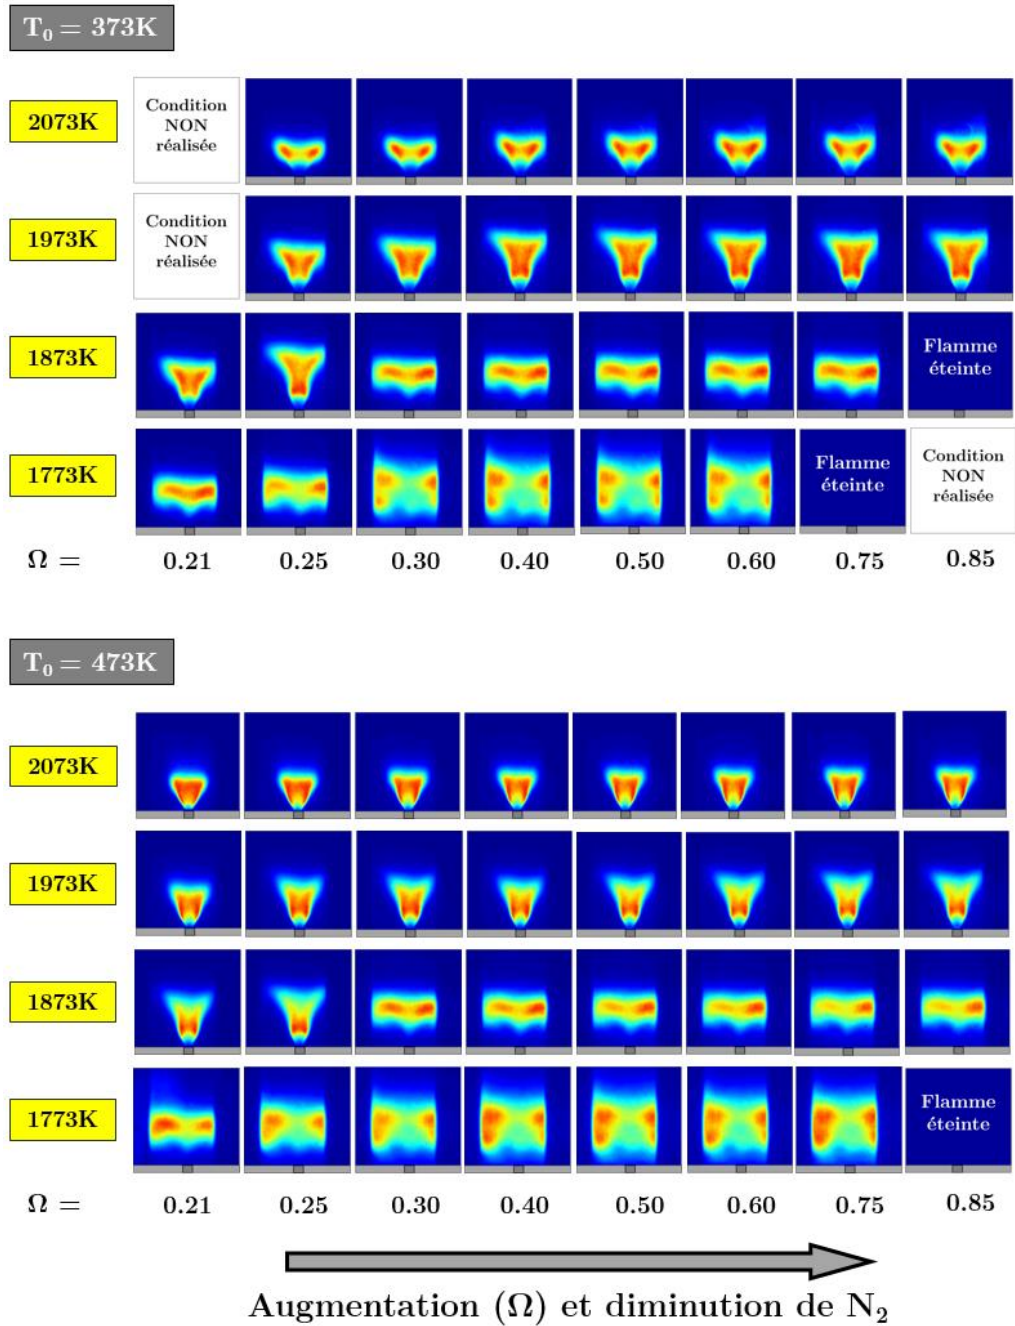 T₀ = 373K
2073K
Condition
NON
réalisée
1973K
Condition
NON
réalisée
1873K
Flamme
éteinte
1773K
Flamme
éteinte
Condition
NON
réalisée
Ω = 0.21 0.25 0.30 0.40 0.50 0.60 0.75 0.85
T₀ = 473K
2073K
1973K
1873K
1773K
Flamme
éteinte
Ω = 0.21 0.25 0.30 0.40 0.50 0.60 0.75 0.85
Augmentation (Ω) et diminution de N₂